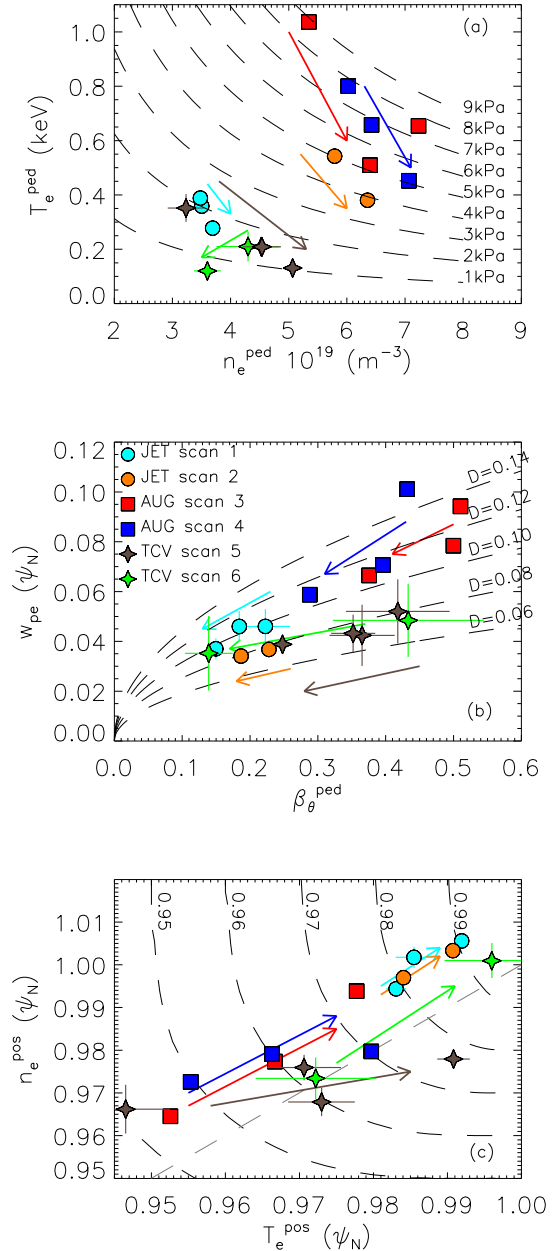 (a)
1.0
0.8
0.6
0.4
0.2
0.0
T_e^ped (keV)
9kPa
8kPa
7kPa
6kPa
5kPa
4kPa
3kPa
2kPa
1kPa
2 3 4 5 6 7 8 9
n_e^ped 10^19 (m^-3)
0.12
0.10
0.08
0.06
0.04
0.02
0.00
w_pe (ψ_N)
JET scan 1
JET scan 2
AUG scan 3
AUG scan 4
TCV scan 5
TCV scan 6
D=0.14
D=0.12
D=0.10
D=0.08
D=0.06
(b)
0.0 0.1 0.2 0.3 0.4 0.5 0.6
β_θ^ped
0.95 0.96 0.97 0.98 0.99
1.01
1.00
0.99
0.98
0.97
0.96
0.95
n_e^pos (ψ_N)
(c)
0.95 0.96 0.97 0.98 0.99 1.00
T_e^pos (ψ_N)